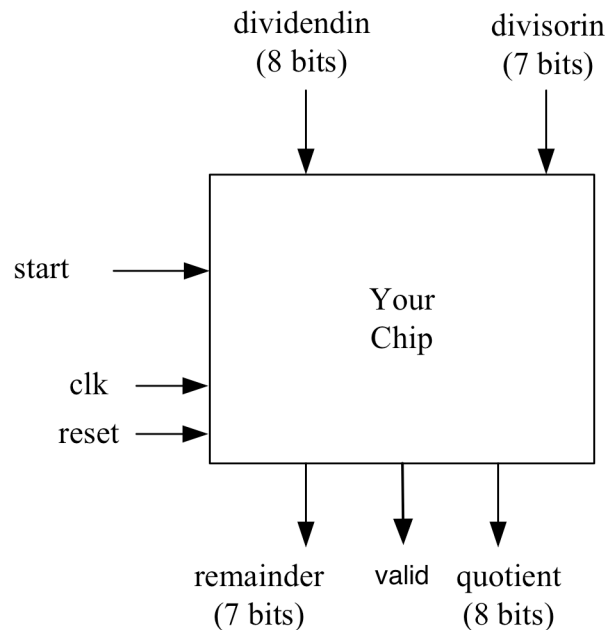 dividendin
(8 bits)
divisorin
(7 bits)
start
Your
Chip
clk
reset
remainder
(7 bits)
valid
quotient
(8 bits)